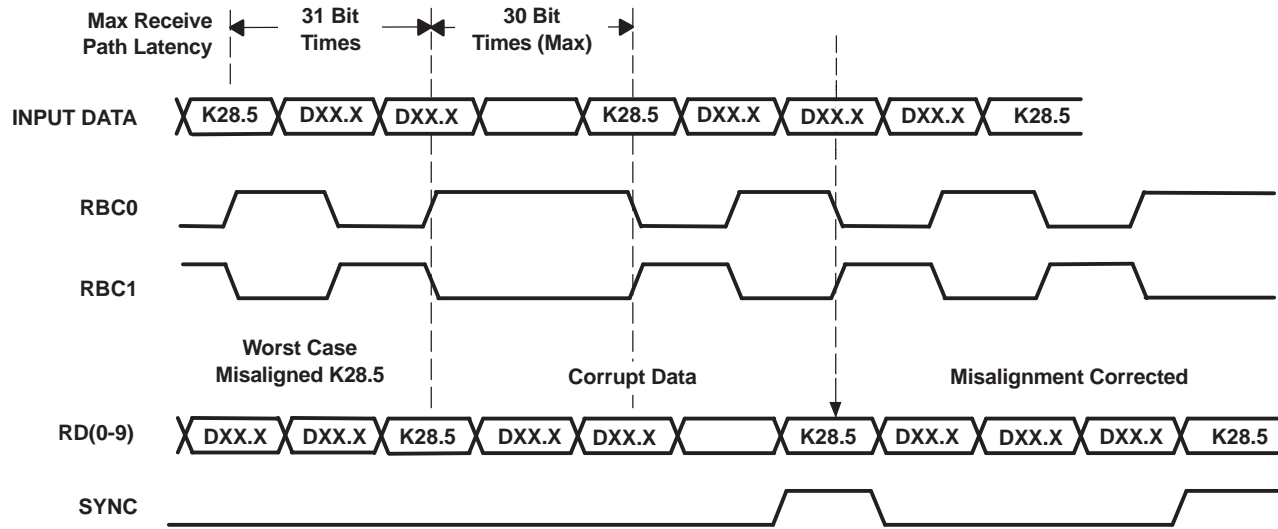 Max Receive
Path Latency
31 Bit
Times
30 Bit
Times (Max)
INPUT DATA
K28.5 DXX.X DXX.X K28.5 DXX.X DXX.X DXX.X K28.5
RBC0
RBC1
Worst Case
Misaligned K28.5
Corrupt Data
Misalignment Corrected
RD(0-9)
DXX.X DXX.X K28.5 DXX.X DXX.X K28.5 DXX.X DXX.X DXX.X K28.5
SYNC